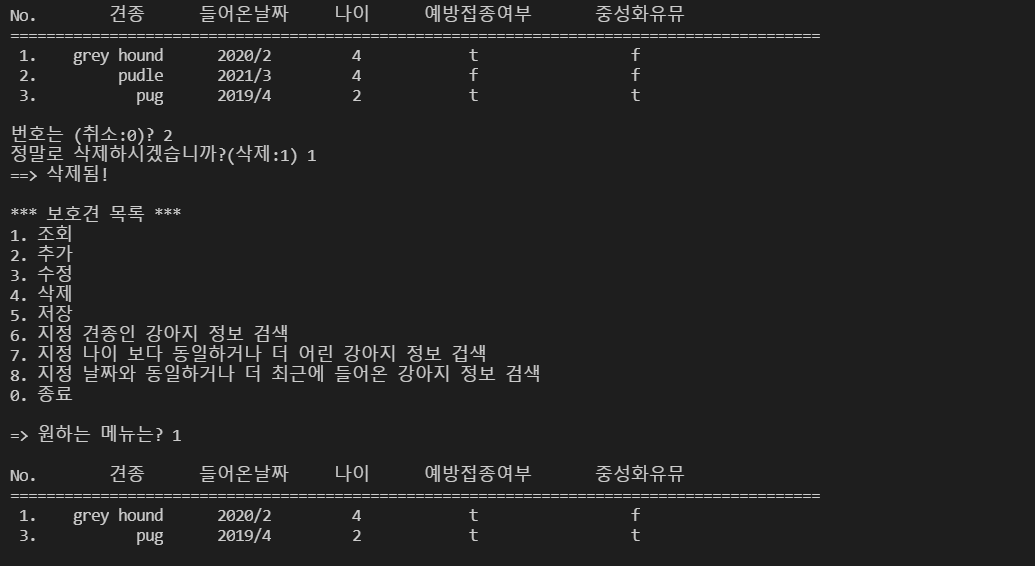 No. 견종 들어온날짜 나이 예방접종여부 중성화유뮤
==========================================================================================
1. grey hound 2020/2 4 t f
2. pudle 2021/3 4 f f
3. pug 2019/4 2 t t
번호는 (취소:0)? 2
정말로 삭제하시겠습니까?(삭제:1) 1
==> 삭제됨!
*** 보호견 목록 ***
1. 조회
2. 추가
3. 수정
4. 삭제
5. 저장
6. 지정 견종인 강아지 정보 검색
7. 지정 나이 보다 동일하거나 더 어린 강아지 정보 겁색
8. 지정 날짜와 동일하거나 더 최근에 들어온 강아지 정보 검색
0. 종료
=> 원하는 메뉴는? 1
No. 견종 들어온날짜 나이 예방접종여부 중성화유뮤
==========================================================================================
1. grey hound 2020/2 4 t f
3. pug 2019/4 2 t t